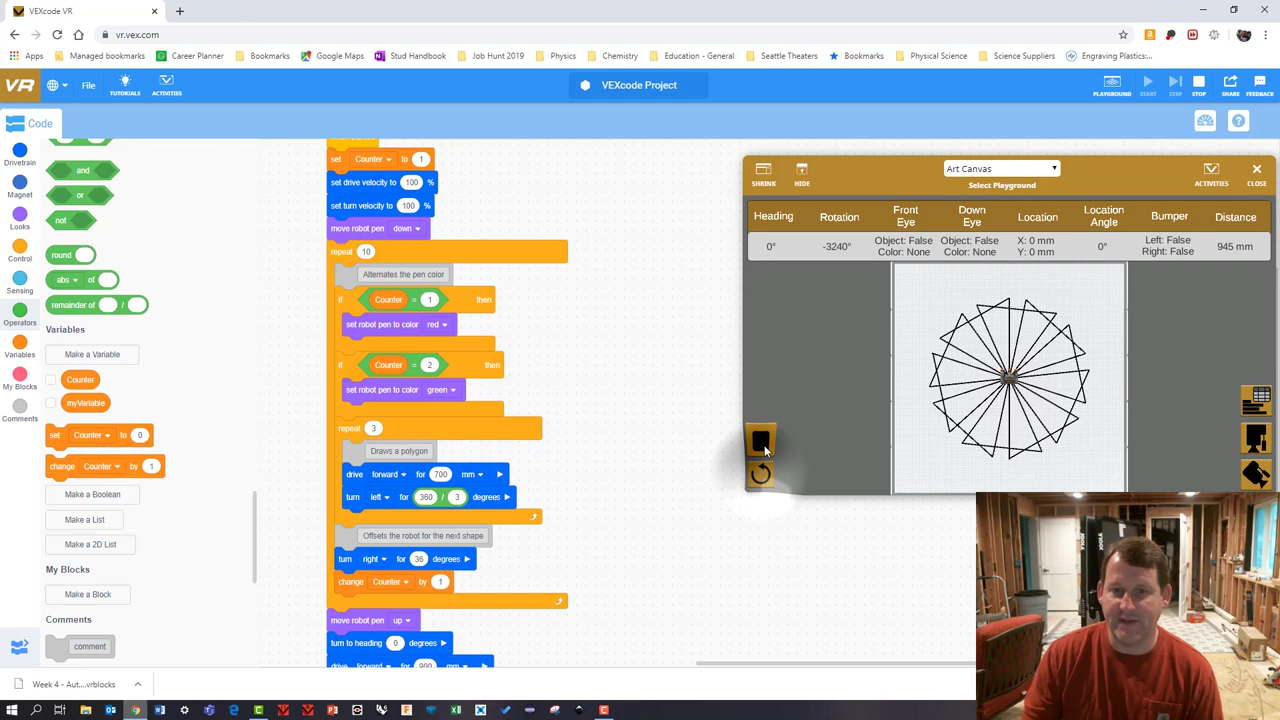 VEXcode VR
vr.vex.com
Apps Managed bookmarks Career Planner Bookmarks Google Maps Stud Handbook Job Hunt 2019 Physics Chemistry Education - General Seattle Theaters Bookmarks Physical Science Science Suppliers Engraving Plastics:...
VR File TUTORIALS ACTIVITIES VEXcode Project PLAYGROUND START STEP STOP SHARE FEEDBACK
Code
Drivetrain
Magnet
Looks
Control
Sensing
Operators
Variables
My Blocks
Comments
and
or
not
round
abs of
remainder of /
Variables
Make a Variable
Counter
myVariable
set Counter to 0
change Counter by 1
Make a Boolean
Make a List
Make a 2D List
My Blocks
Make a Block
Comments
comment
set Counter to 1
set drive velocity to 100 %
set turn velocity to 100 %
move robot pen down
repeat 10
Alternates the pen color
if Counter = 1 then
set robot pen to color red
if Counter = 2 then
set robot pen to color green
repeat 3
Draws a polygon
drive forward for 700 mm
turn left for 360 / 3 degrees
Offsets the robot for the next shape
turn right for 36 degrees
change Counter by 1
move robot pen up
turn to heading 0 degrees
drive forward for 900 mm
SHRINK HIDE Art Canvas Select Playground ACTIVITIES CLOSE
Heading Rotation Front Eye Down Eye Location Location Angle Bumper Distance
0° -3240° Object: False Color: None Object: False Color: None X: 0 mm Y: 0 mm 0° Left: False Right: False 945 mm
Week 4 - Aut....vrblocks